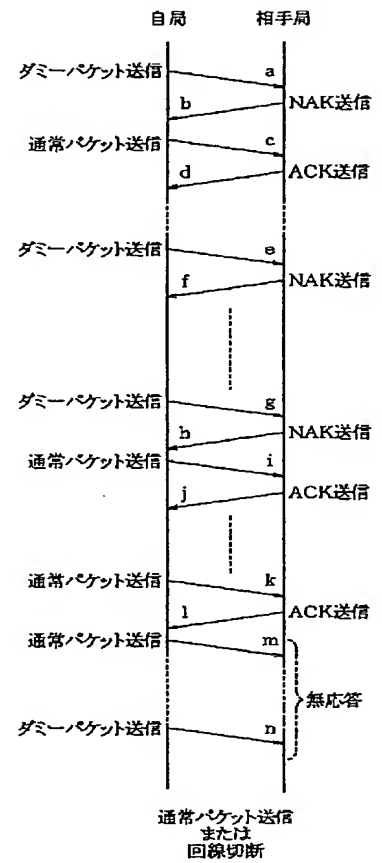 自局 相手局
ダミーパケット送信 a
b NAK送信
通常パケット送信 c
d ACK送信
ダミーパケット送信 e
f NAK送信
ダミーパケット送信 g
h NAK送信
通常パケット送信 i
j ACK送信
通常パケット送信 k
l ACK送信
通常パケット送信 m
無応答
ダミーパケット送信 n
通常パケット送信
または
回線切断